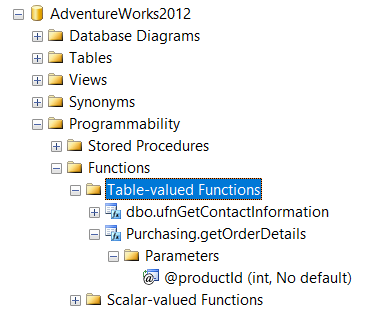 AdventureWorks2012
Database Diagrams
Tables
Views
Synonyms
Programmability
Stored Procedures
Functions
Table-valued Functions
dbo.ufnGetContactInformation
Purchasing.getOrderDetails
Parameters
@productId (int, No default)
Scalar-valued Functions